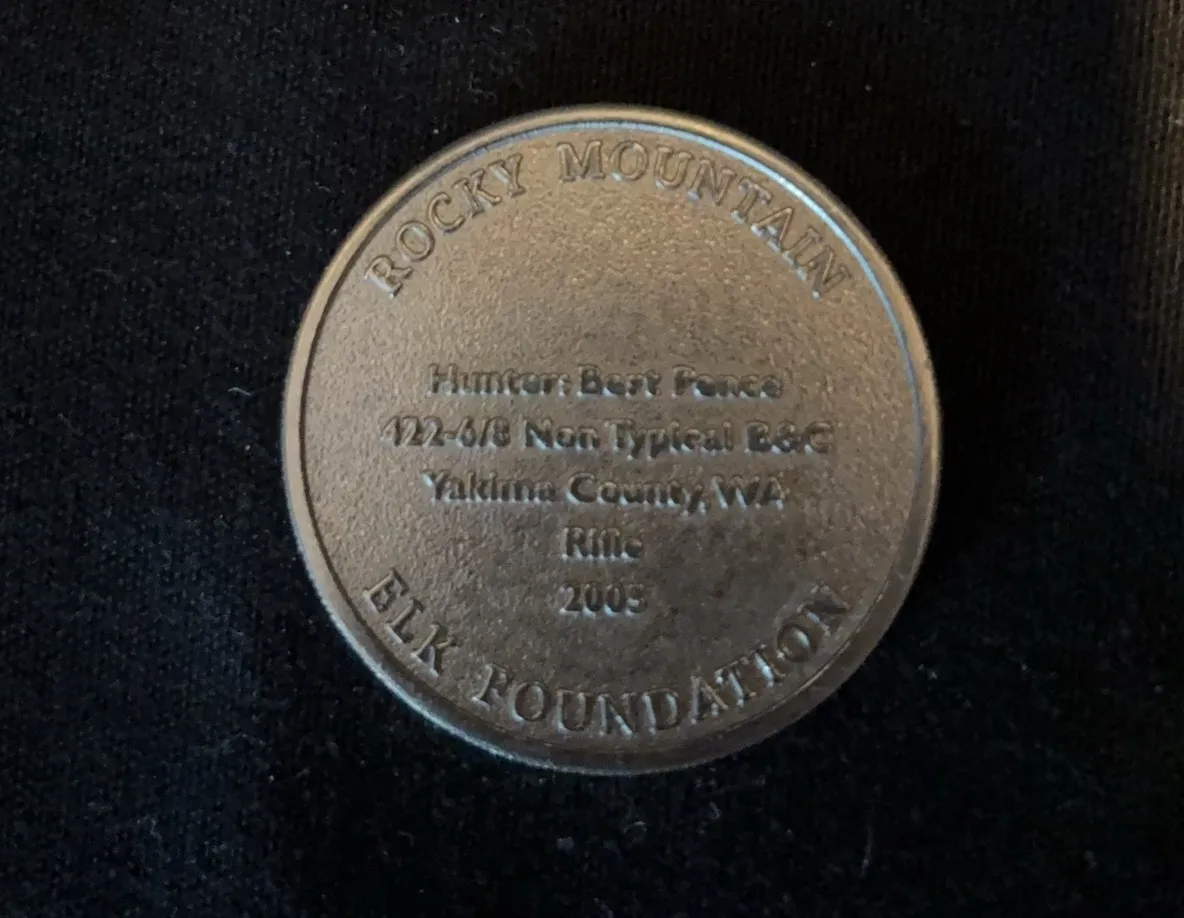 ROCKY MOUNTAIN
Hunter: Bert Pence
422-6/8 Non Typical B&C
Yakima County, WA
Rifle
2005
ELK FOUNDATION